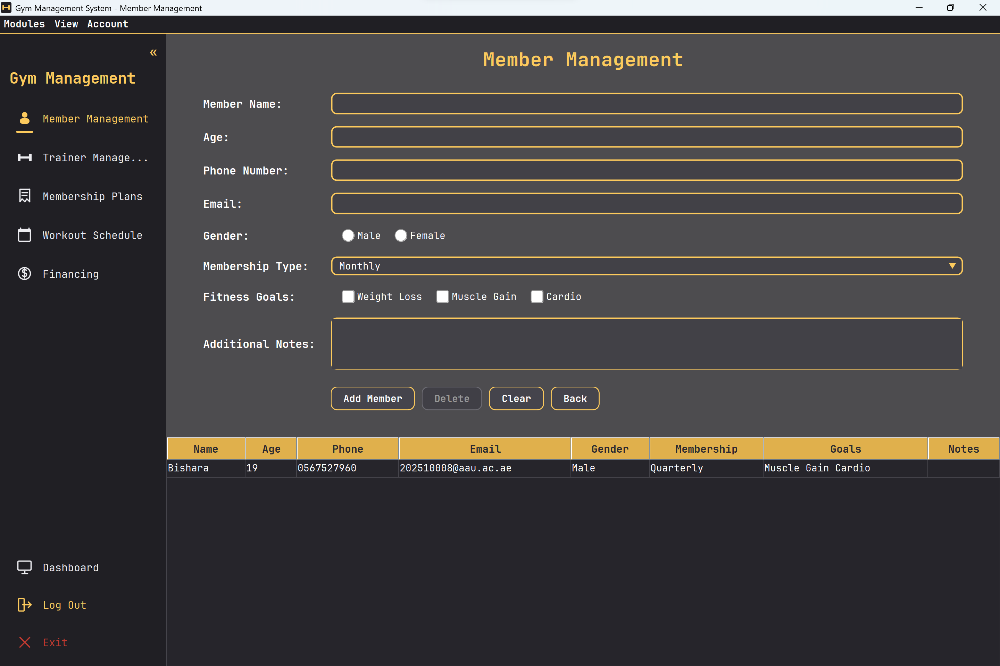 Gym Management System - Member Management
Modules View Account
«
Gym Management
Member Management
Trainer Manage...
Membership Plans
Workout Schedule
Financing
Dashboard
Log Out
Exit
Member Management
Member Name:
Age:
Phone Number:
Email:
Gender: Male Female
Membership Type: Monthly
Fitness Goals: Weight Loss Muscle Gain Cardio
Additional Notes:
Add Member Delete Clear Back
Name Age Phone Email Gender Membership Goals Notes
Bishara 19 0567527960 202510008@aau.ac.ae Male Quarterly Muscle Gain Cardio